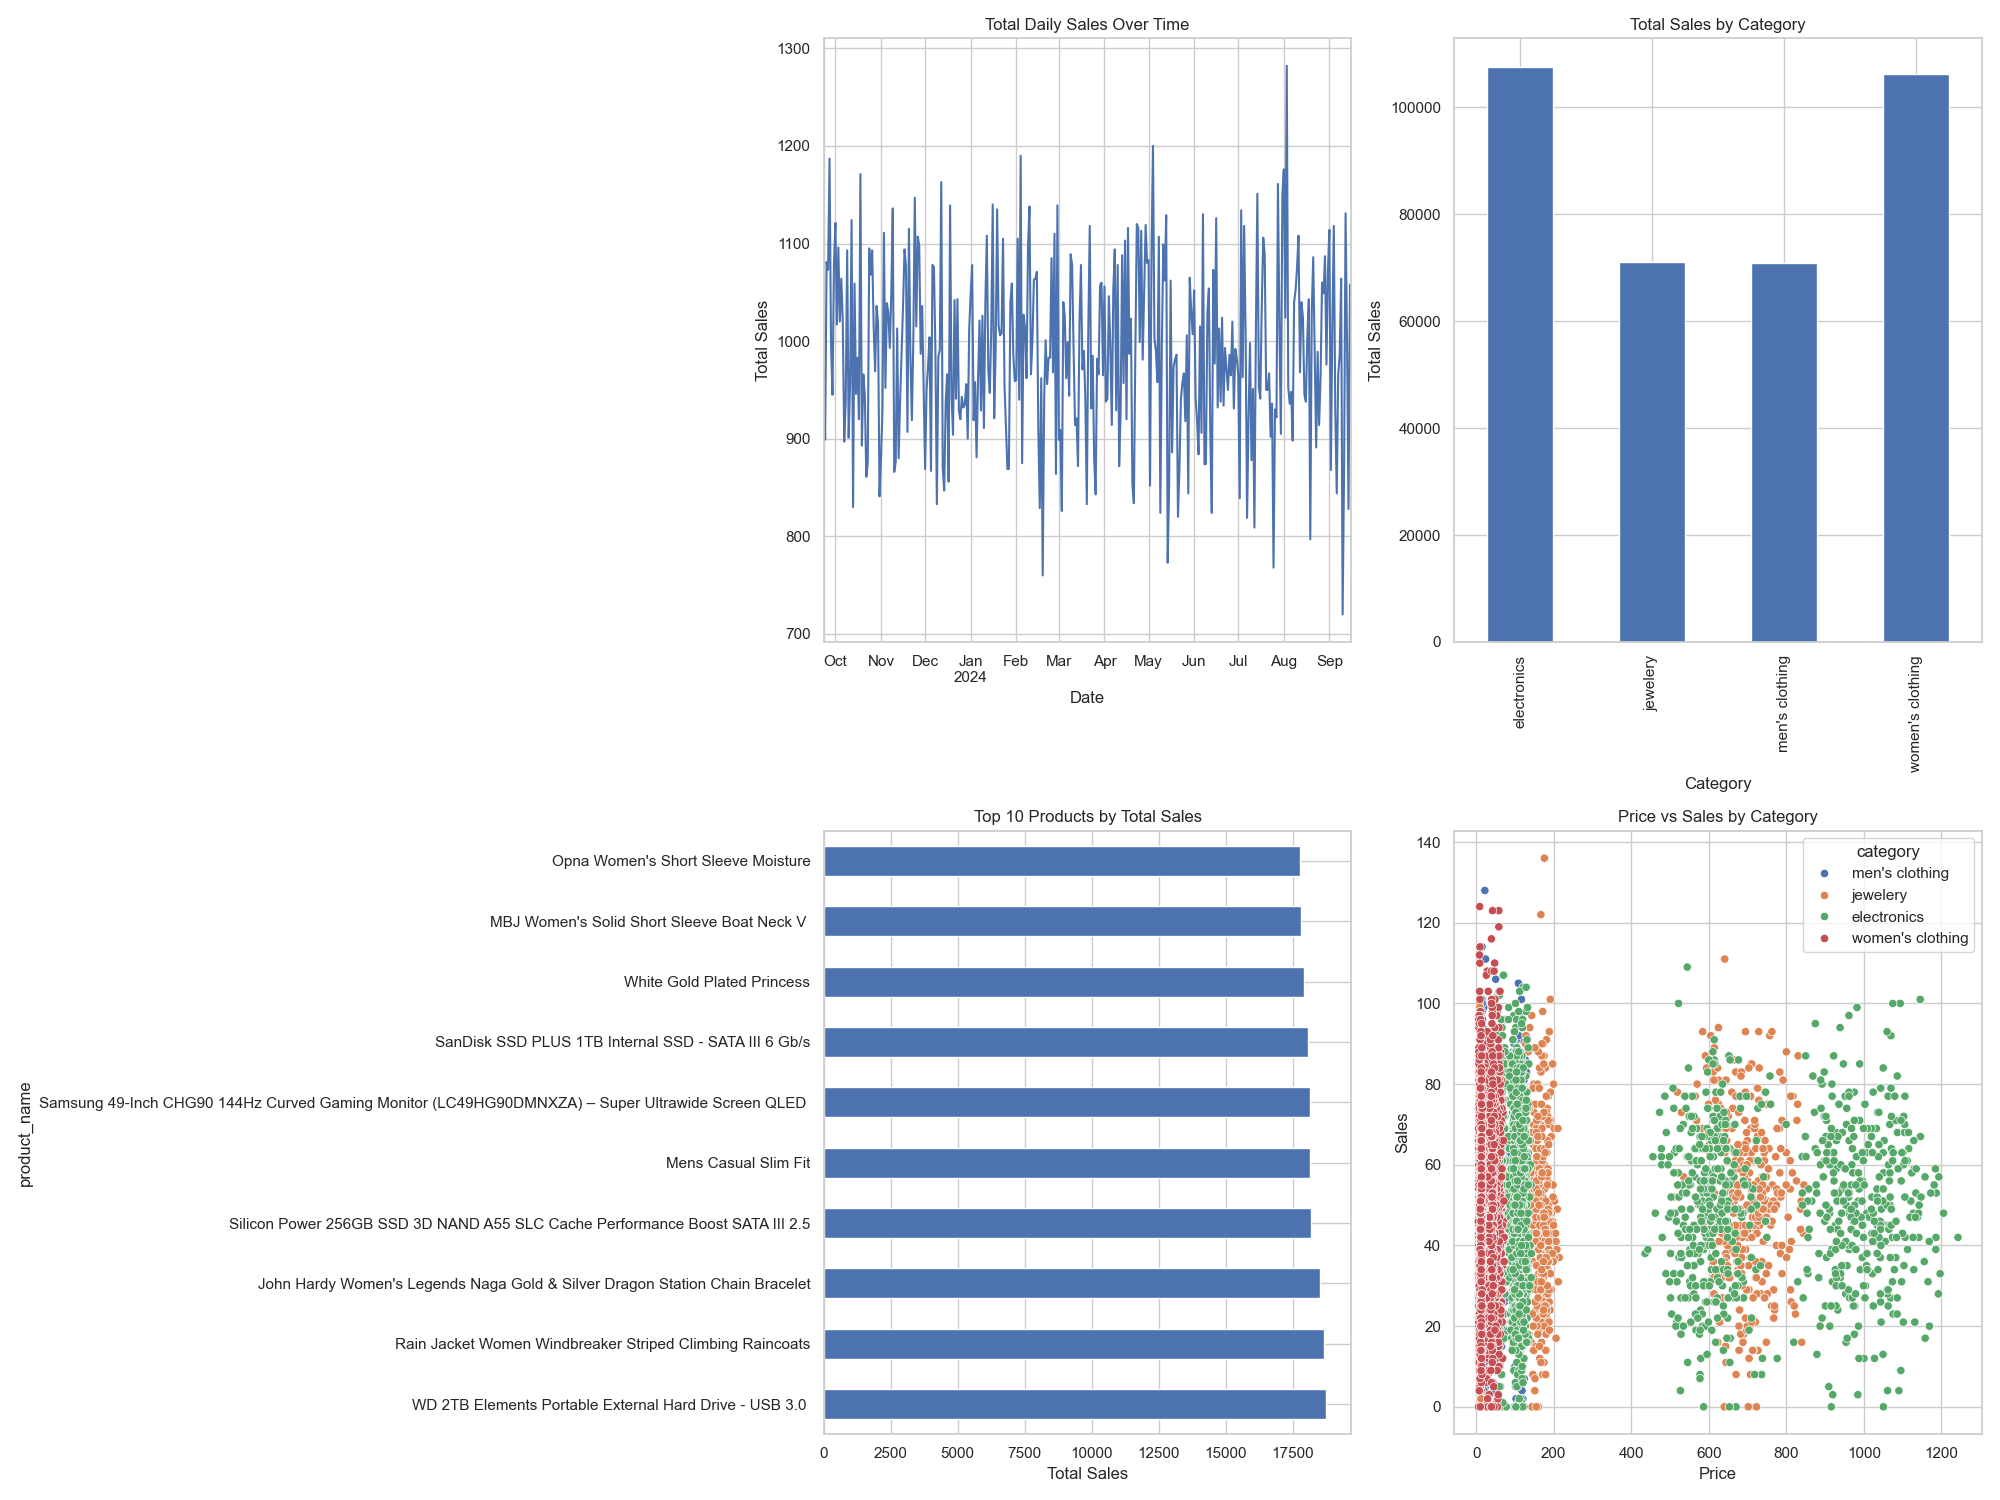 Total Daily Sales Over Time
Total Sales
1300
1200
1100
1000
900
800
700
Oct
Nov
Dec
Jan
2024
Feb
Mar
Apr
May
Jun
Jul
Aug
Sep
Date
Total Sales by Category
Total Sales
100000
80000
60000
40000
20000
0
electronics
jewelery
men's clothing
women's clothing
Category
Top 10 Products by Total Sales
product_name
Opna Women's Short Sleeve Moisture
MBJ Women's Solid Short Sleeve Boat Neck V
White Gold Plated Princess
SanDisk SSD PLUS 1TB Internal SSD - SATA III 6 Gb/s
Samsung 49-Inch CHG90 144Hz Curved Gaming Monitor (LC49HG90DMNXZA) – Super Ultrawide Screen QLED
Mens Casual Slim Fit
Silicon Power 256GB SSD 3D NAND A55 SLC Cache Performance Boost SATA III 2.5
John Hardy Women's Legends Naga Gold & Silver Dragon Station Chain Bracelet
Rain Jacket Women Windbreaker Striped Climbing Raincoats
WD 2TB Elements Portable External Hard Drive - USB 3.0
0
2500
5000
7500
10000
12500
15000
17500
Total Sales
Price vs Sales by Category
Sales
140
120
100
80
60
40
20
0
category
men's clothing
jewelery
electronics
women's clothing
0
200
400
600
800
1000
1200
Price